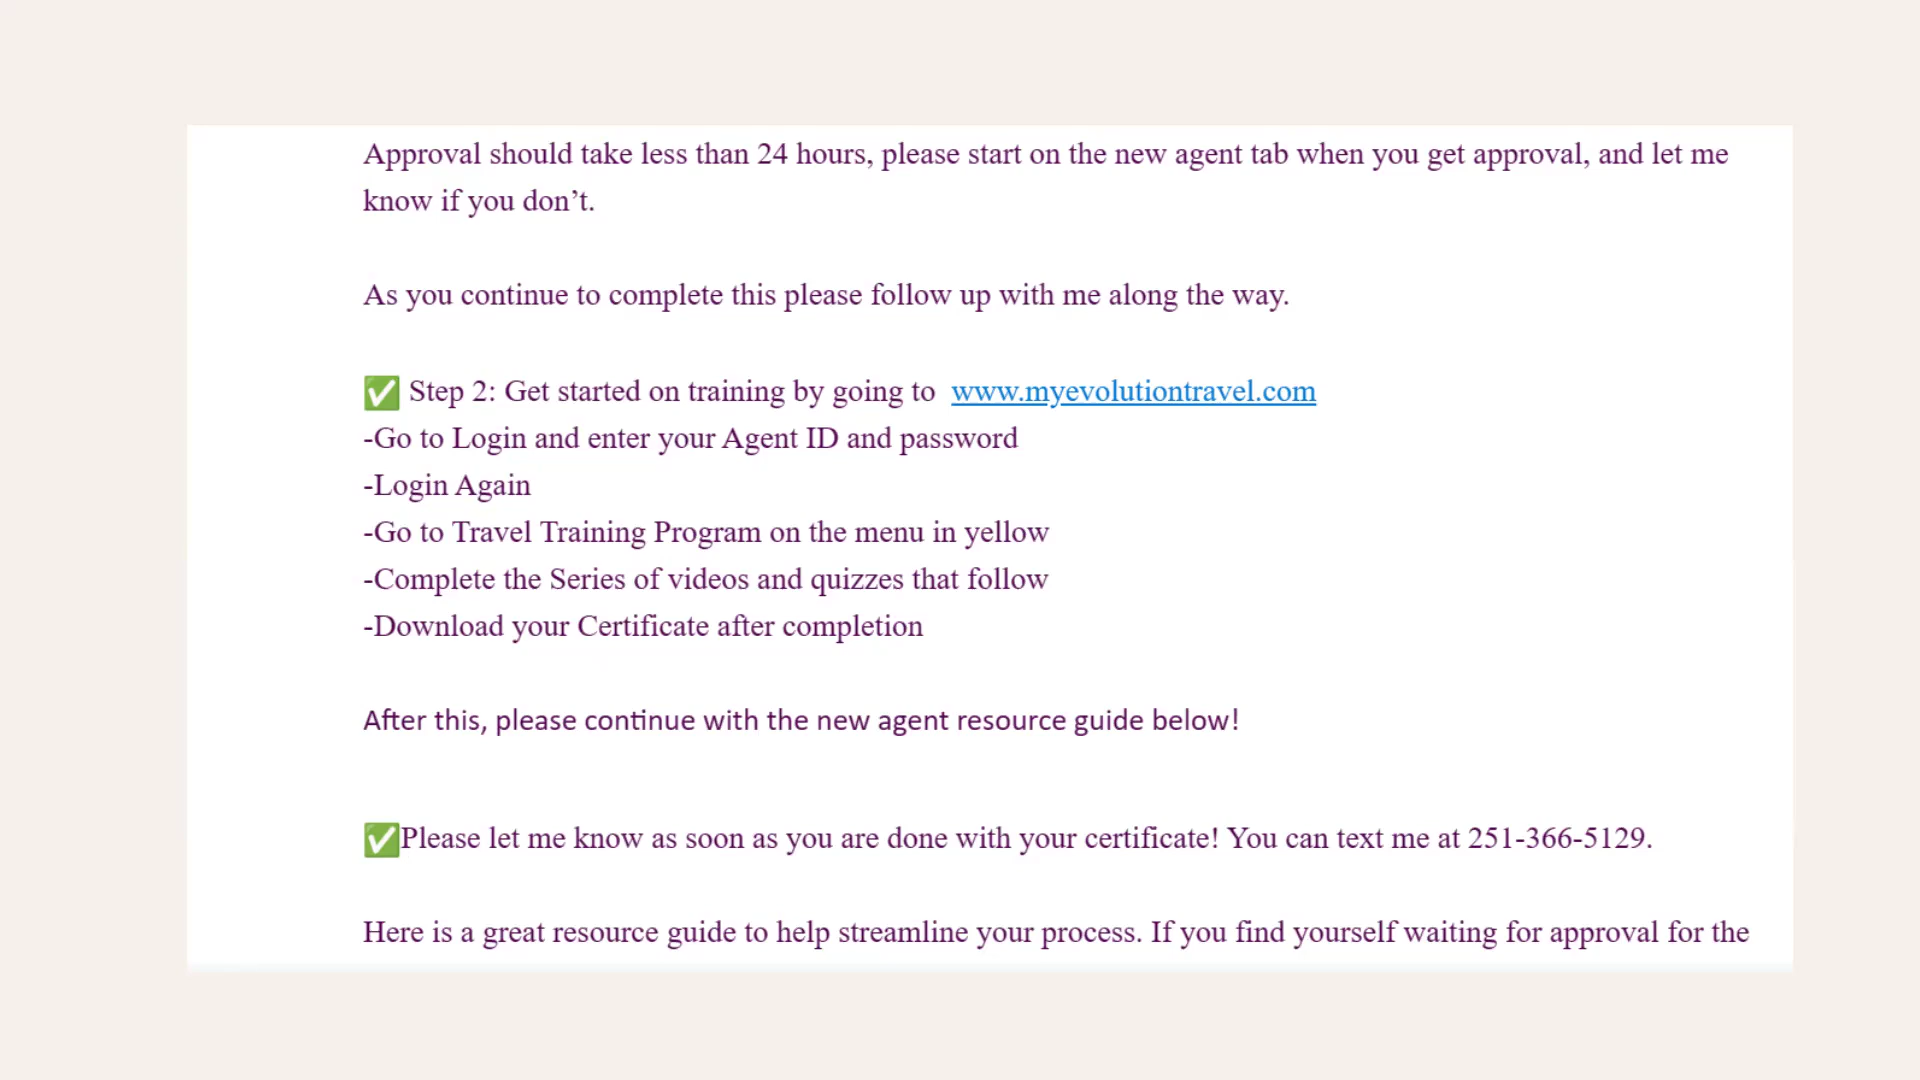 Approval should take less than 24 hours, please start on the new agent tab when you get approval, and let me
know if you don’t.
As you continue to complete this please follow up with me along the way.
✅ Step 2: Get started on training by going to www.myevolutiontravel.com
-Go to Login and enter your Agent ID and password
-Login Again
-Go to Travel Training Program on the menu in yellow
-Complete the Series of videos and quizzes that follow
-Download your Certificate after completion
After this, please continue with the new agent resource guide below!
✅Please let me know as soon as you are done with your certificate! You can text me at 251-366-5129.
Here is a great resource guide to help streamline your process. If you find yourself waiting for approval for the